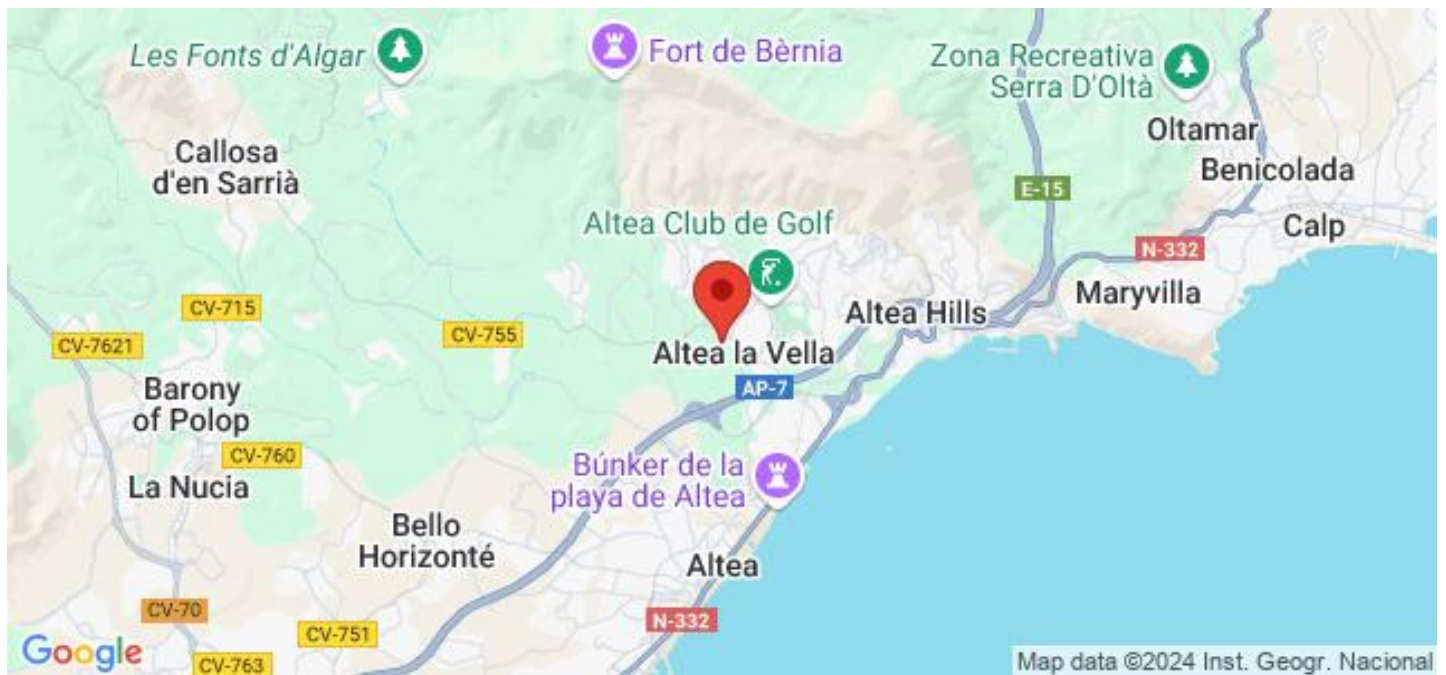 Les Fonts d'Algar
Fort de Bèrnia
Zona Recreativa
Serra D'Oltà
Oltamar
Callosa
d'en Sarrià
Benicolada
E-15
Altea Club de Golf
Calp
N-332
Maryvilla
CV-715
Altea Hills
CV-755
CV-7621
Altea la Vella
AP-7
Barony
of Polop
CV-760
Búnker de la
playa de Altea
La Nucia
Bello
Horizonté
Altea
CV-70
N-332
CV-751
Google
CV-763
Map data ©2024 Inst. Geogr. Nacional